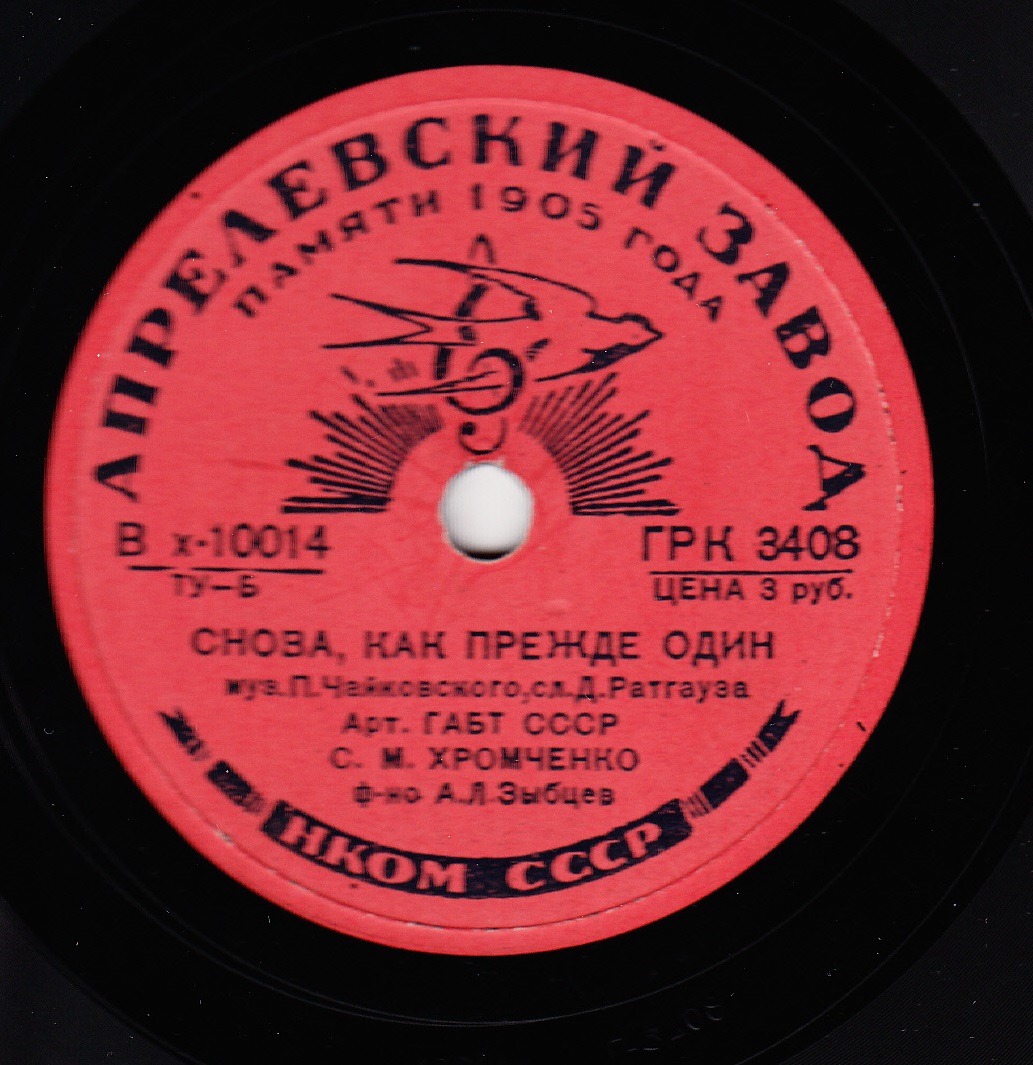 АПРЕЛЕВСКИЙ ЗАВОД
ПАМЯТИ 1905 ГОДА
В х-10014
ТУ-Б
ГРК 3408
ЦЕНА 3 руб.
СНОВА, КАК ПРЕЖДЕ ОДИН
муз.П.Чайковского,сл.Д.Ратгауза
Арт. ГАБТ СССР
С. М. ХРОМЧЕНКО
ф-но А.Л.Зыбцев
НКОМ СССР